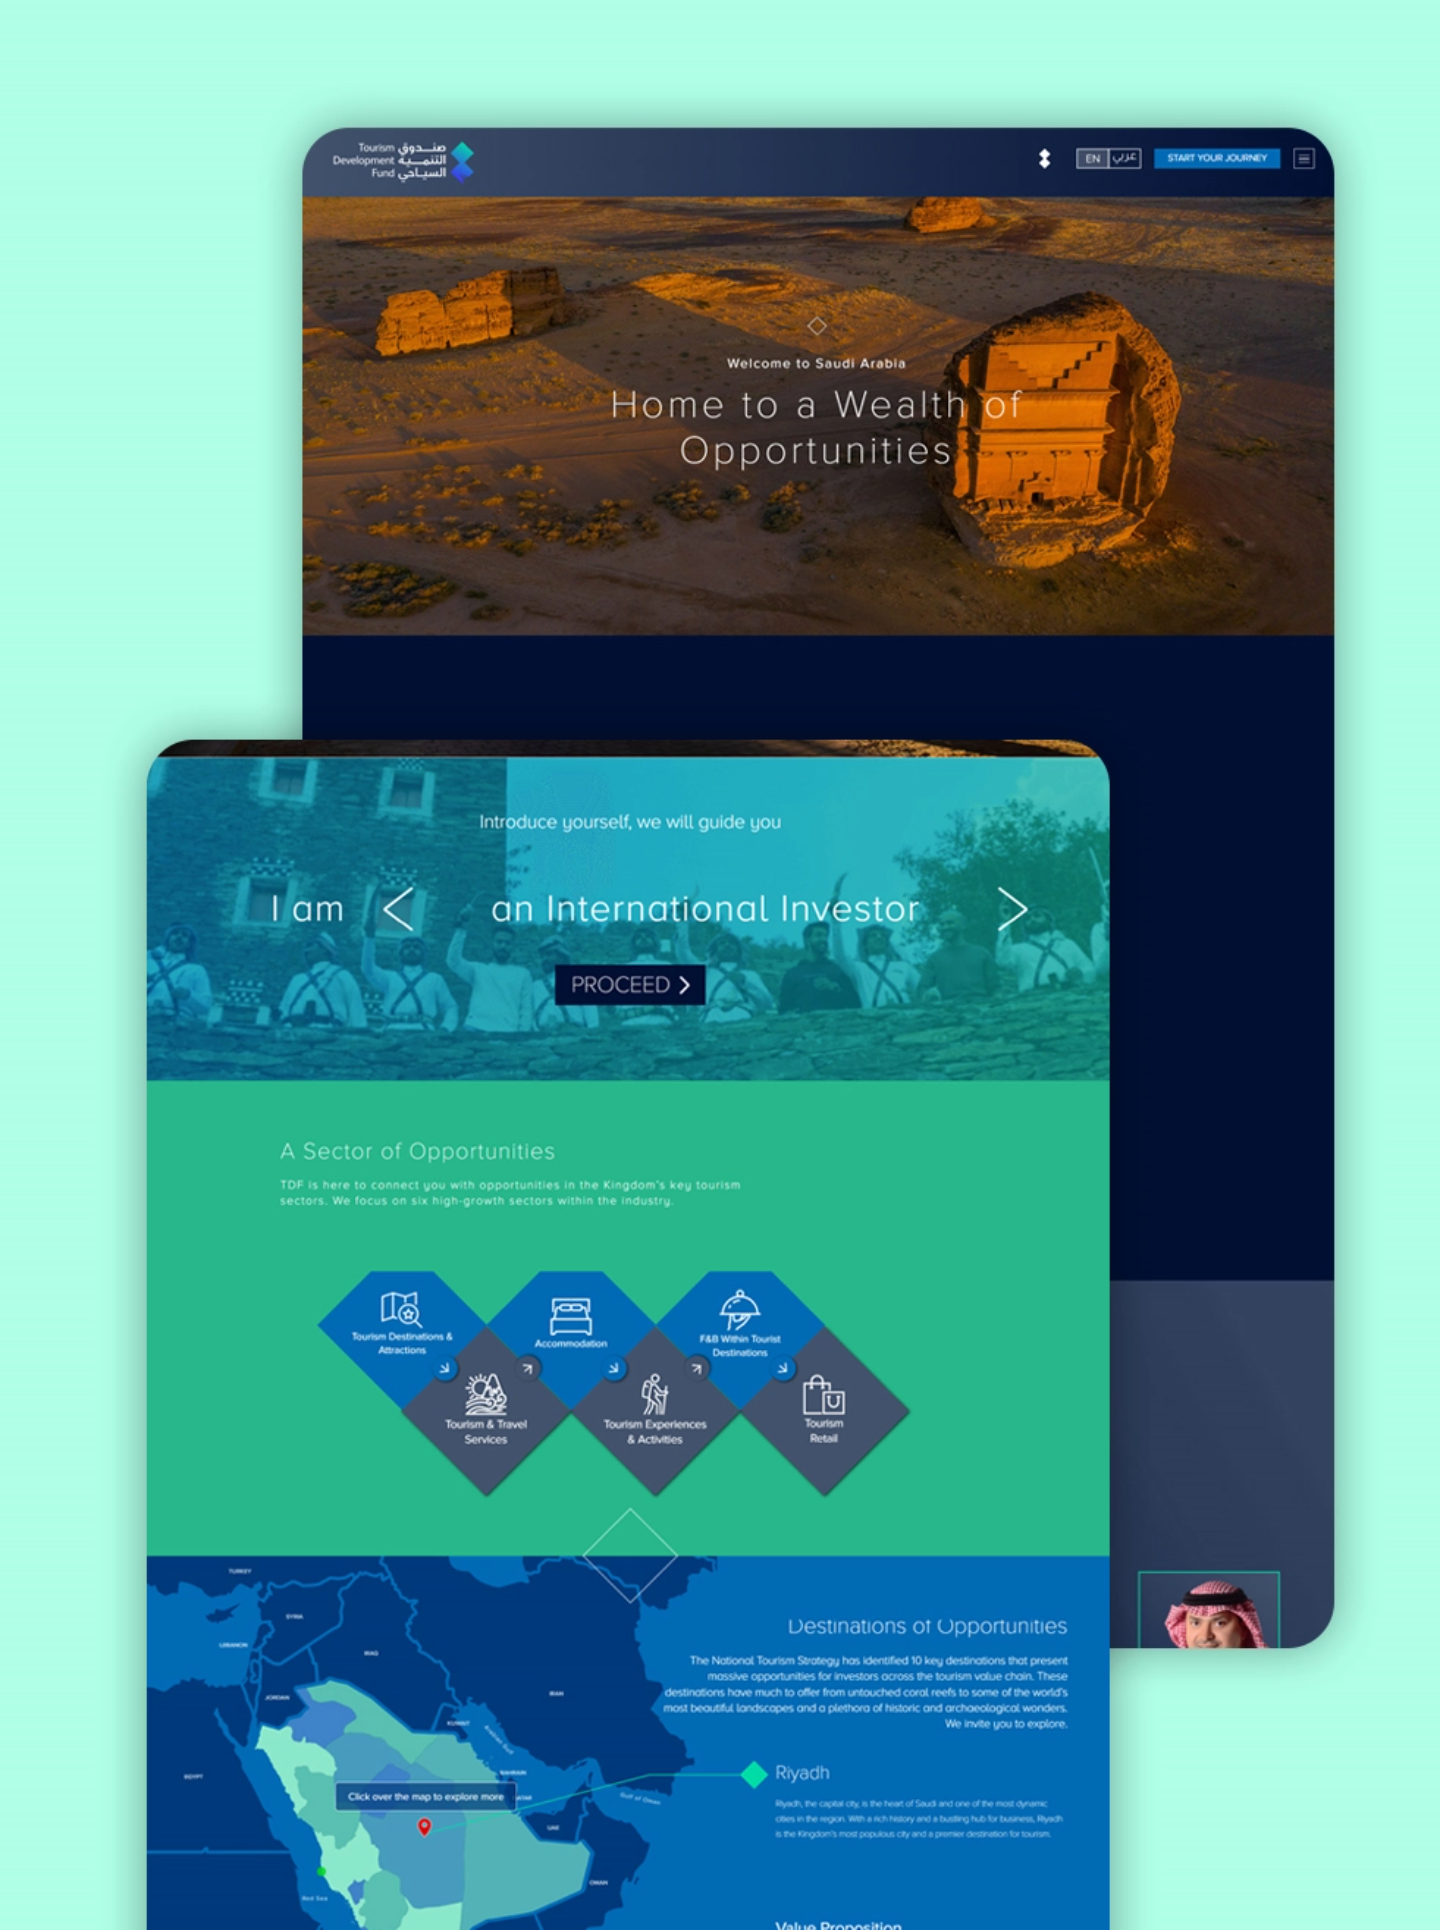 Tourism صنـــدوق
Development التنمـــية
Fund السيـاحي
EN عربي START YOUR JOURNEY
Welcome to Saudi Arabia
Home to a Wealth of
Opportunities
Introduce yourself, we will guide you
I am < an International Investor >
PROCEED >
A Sector of Opportunities
TDF is here to connect you with opportunities in the Kingdom's key tourism
sectors. We focus on six high-growth sectors within the industry.
Tourism Destinations &
Attractions
Accommodation
F&B Within Tourist
Destinations
Tourism & Travel
Services
Tourism Experiences
& Activities
Tourism
Retail
TURKEY
SYRIA
LEBANON
IRAQ
JORDAN
IRAN
KUWAIT
Arabian Gulf
EGYPT
BAHRAIN
QATAR
Gulf of Oman
UAE
OMAN
Red Sea
Click over the map to explore more
Destinations of Opportunities
The National Tourism Strategy has identified 10 key destinations that present
massive opportunities for investors across the tourism value chain. These
destinations have much to offer from untouched coral reefs to some of the world's
most beautiful landscapes and a plethora of historic and archaeological wonders.
We invite you to explore.
Riyadh
Riyadh, the capital city, is the heart of Saudi and one of the most dynamic
cities in the region. With a rich history and a bustling hub for business, Riyadh
is the Kingdom's most populous city and a premier destination for tourism.
Value Proposition